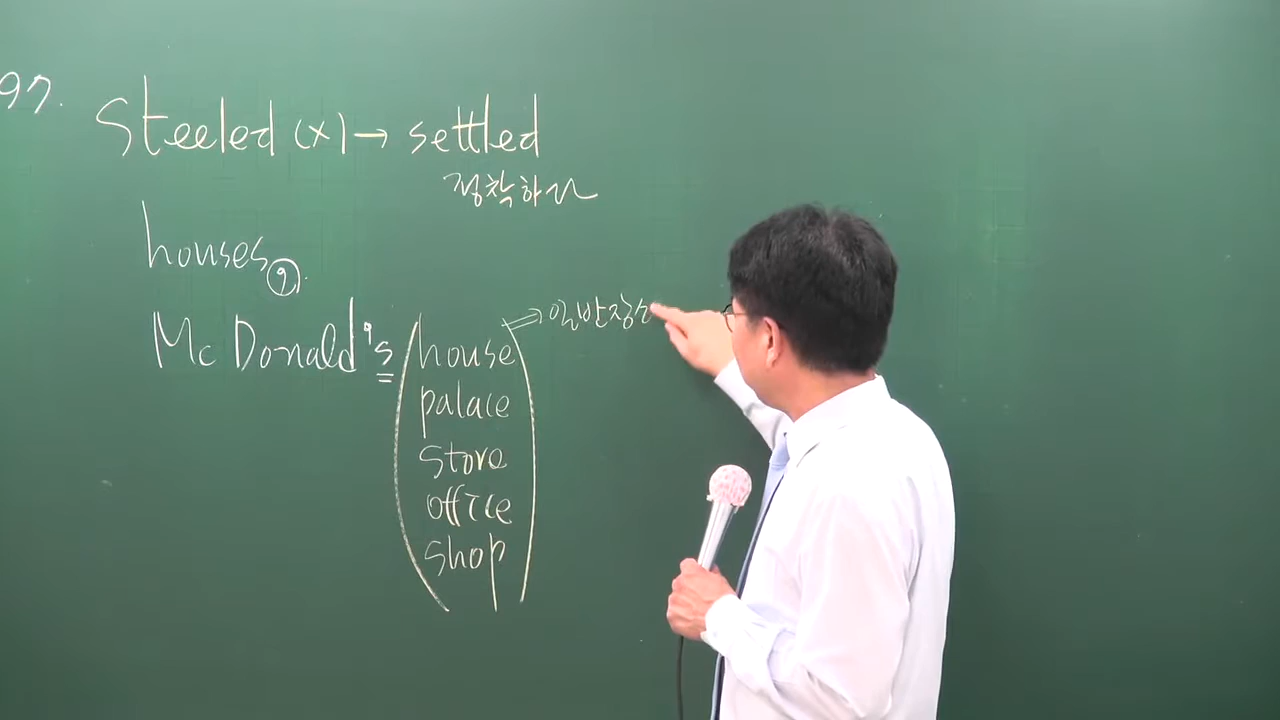 97.
Steeled (x) → settled
정착하다
houses ⑨.
McDonald's (house ⇒ 일반장소
palace
store
office
shop)